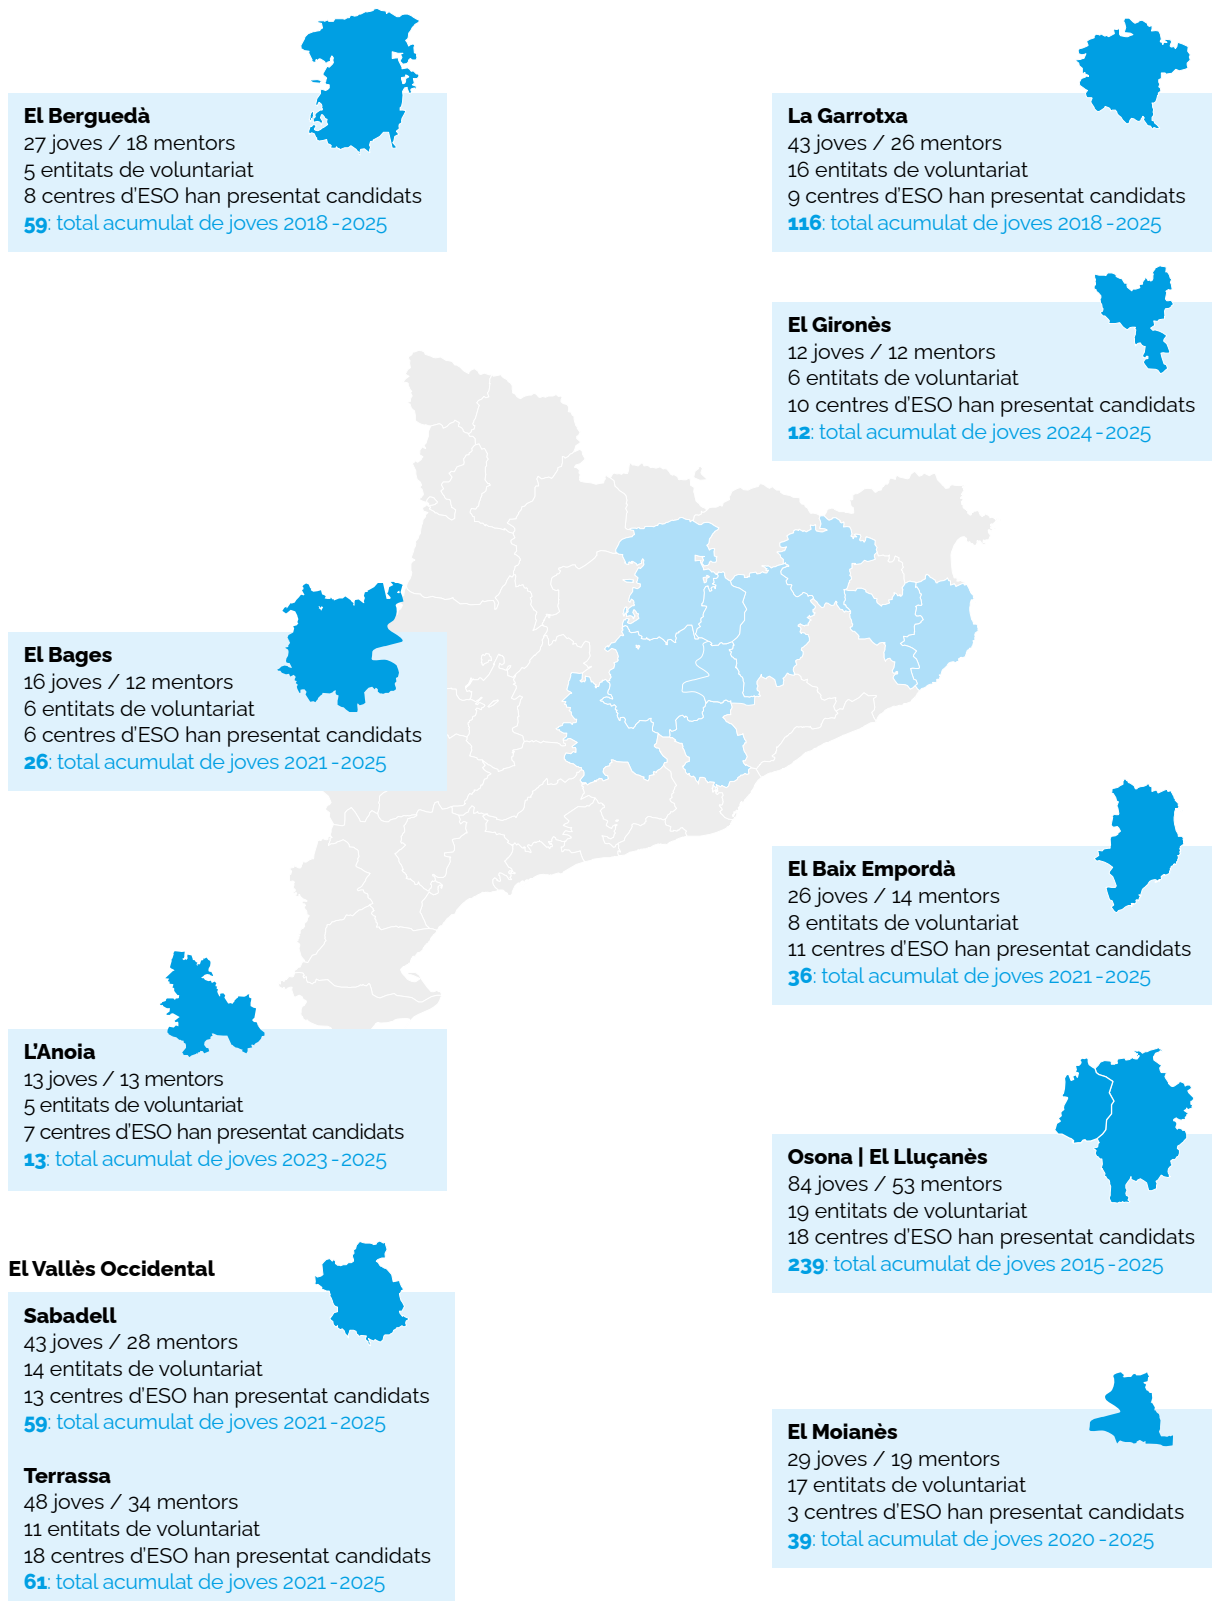 El Berguedà
27 joves / 18 mentors
5 entitats de voluntariat
8 centres d'ESO han presentat candidats
59: total acumulat de joves 2018-2025
La Garrotxa
43 joves / 26 mentors
16 entitats de voluntariat
9 centres d'ESO han presentat candidats
116: total acumulat de joves 2018-2025
El Gironès
12 joves / 12 mentors
6 entitats de voluntariat
10 centres d'ESO han presentat candidats
12: total acumulat de joves 2024-2025
El Bages
16 joves / 12 mentors
6 entitats de voluntariat
6 centres d'ESO han presentat candidats
26: total acumulat de joves 2021-2025
El Baix Empordà
26 joves / 14 mentors
8 entitats de voluntariat
11 centres d'ESO han presentat candidats
36: total acumulat de joves 2021-2025
L'Anoia
13 joves / 13 mentors
5 entitats de voluntariat
7 centres d'ESO han presentat candidats
13: total acumulat de joves 2023-2025
Osona | El Lluçanès
84 joves / 53 mentors
19 entitats de voluntariat
18 centres d'ESO han presentat candidats
239: total acumulat de joves 2015-2025
El Vallès Occidental
Sabadell
43 joves / 28 mentors
14 entitats de voluntariat
13 centres d'ESO han presentat candidats
59: total acumulat de joves 2021-2025
Terrassa
48 joves / 34 mentors
11 entitats de voluntariat
18 centres d'ESO han presentat candidats
61: total acumulat de joves 2021-2025
El Moianès
29 joves / 19 mentors
17 entitats de voluntariat
3 centres d'ESO han presentat candidats
39: total acumulat de joves 2020-2025